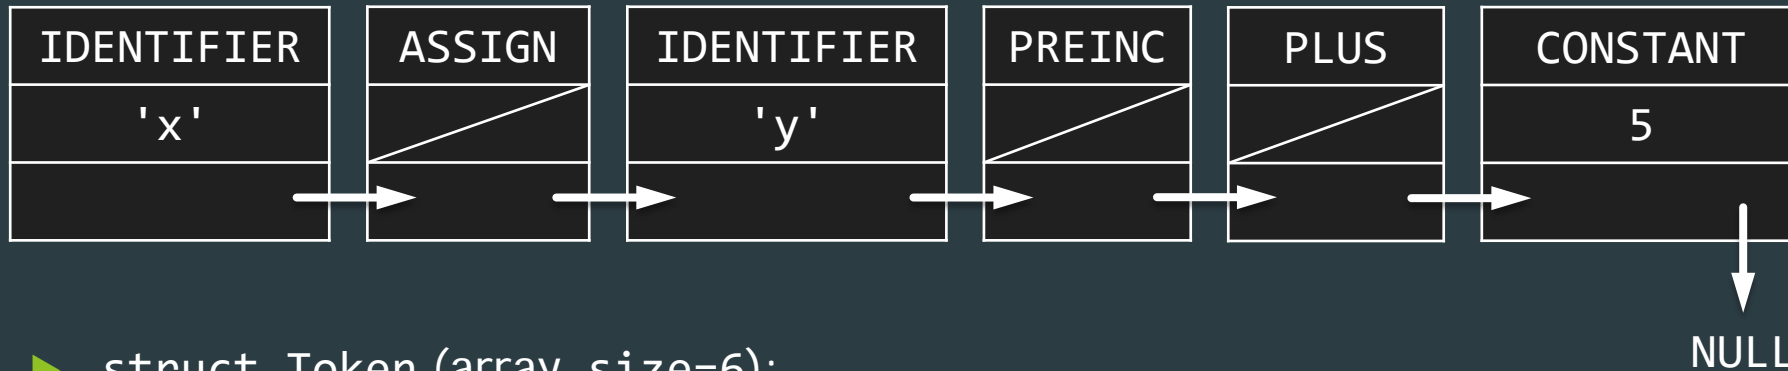 IDENTIFIER ASSIGN IDENTIFIER PREINC PLUS CONSTANT
'x' 'y' 5
NULL
struct Token (array, size=6):